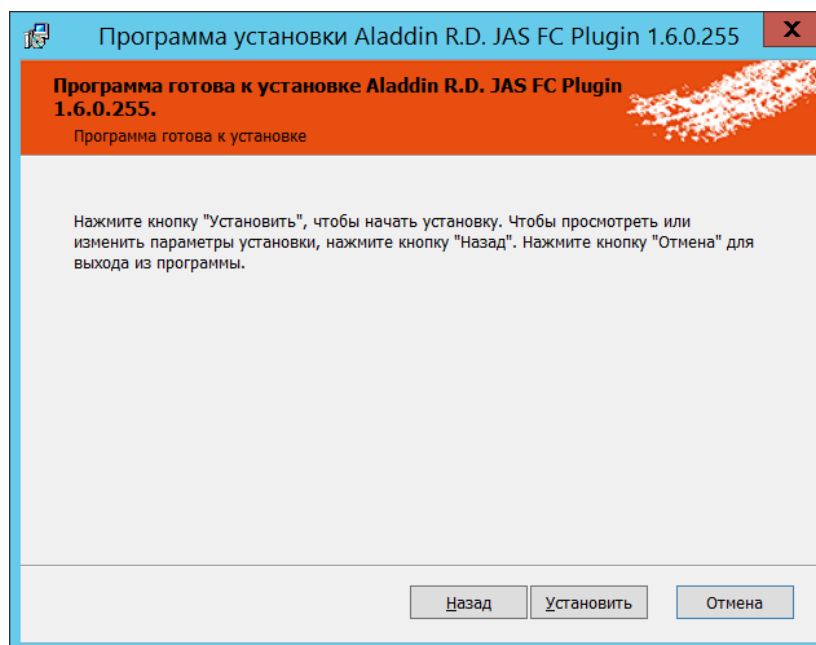 Программа установки Aladdin R.D. JAS FC Plugin 1.6.0.255
Программа готова к установке Aladdin R.D. JAS FC Plugin
1.6.0.255.
Программа готова к установке
Нажмите кнопку "Установить", чтобы начать установку. Чтобы просмотреть или
изменить параметры установки, нажмите кнопку "Назад". Нажмите кнопку "Отмена" для
выхода из программы.
Назад Установить Отмена